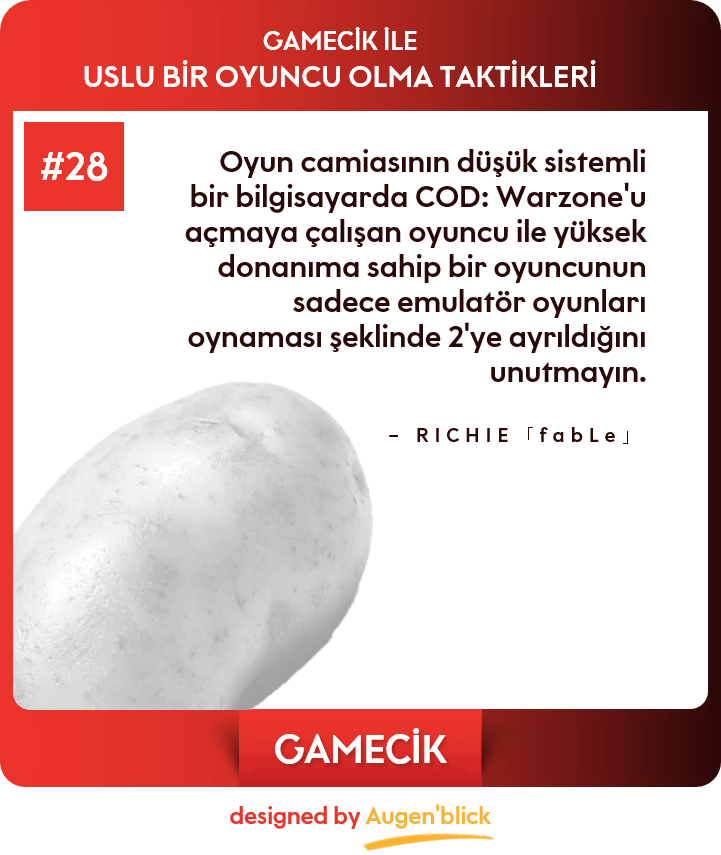 GAMECİK İLE
USLU BİR OYUNCU OLMA TAKTİKLERİ
#28
Oyun camiasının düşük sistemli
bir bilgisayarda COD: Warzone'u
açmaya çalışan oyuncu ile yüksek
donanıma sahip bir oyuncunun
sadece emulatör oyunları
oynaması şeklinde 2'ye ayrıldığını
unutmayın.
– RICHIE「fabLe」
GAMECİK
designed by Augen'blick